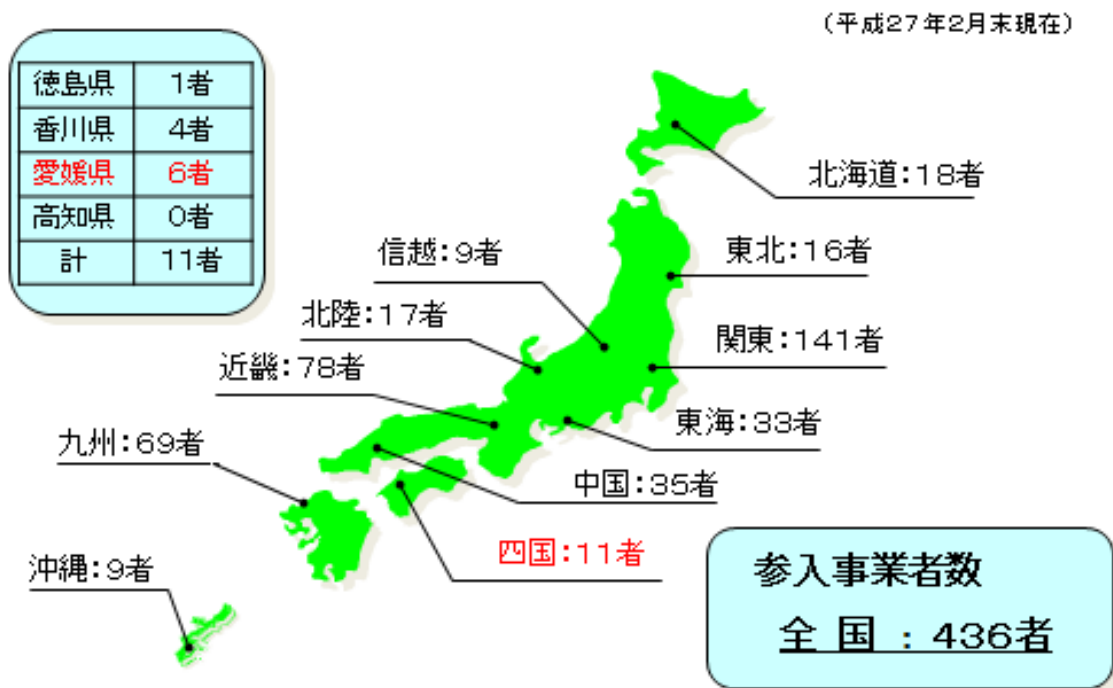 (平成27年2月末現在)
徳島県 1者
香川県 4者
愛媛県 6者
高知県 0者
計 11者
北海道:18者
信越:9者
東北:16者
北陸:17者
関東:141者
近畿:78者
東海:33者
九州:69者
中国:35者
四国:11者
沖縄:9者
参入事業者数
全国:436者